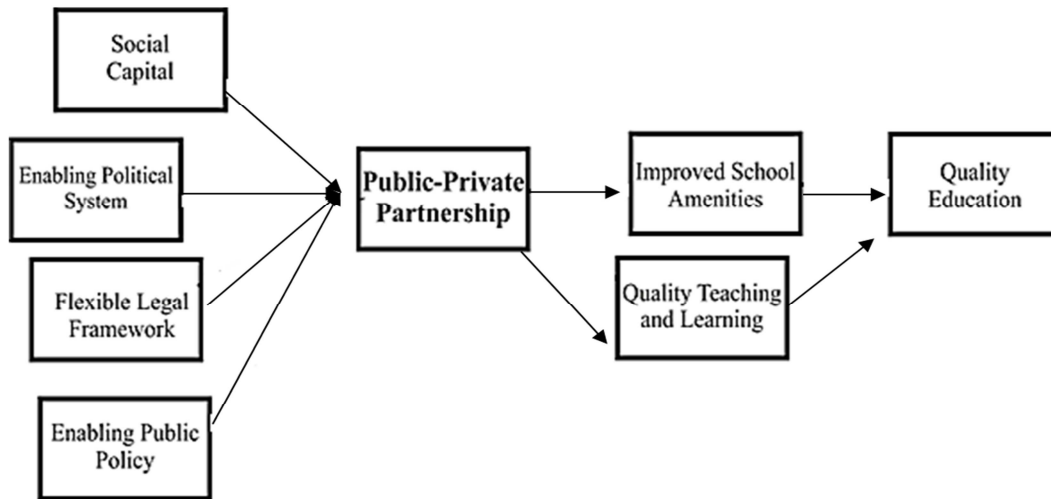 Social
Capital
Enabling Political
System
Flexible Legal
Framework
Enabling Public
Policy
Public-Private
Partnership
Improved School
Amenities
Quality Teaching
and Learning
Quality
Education